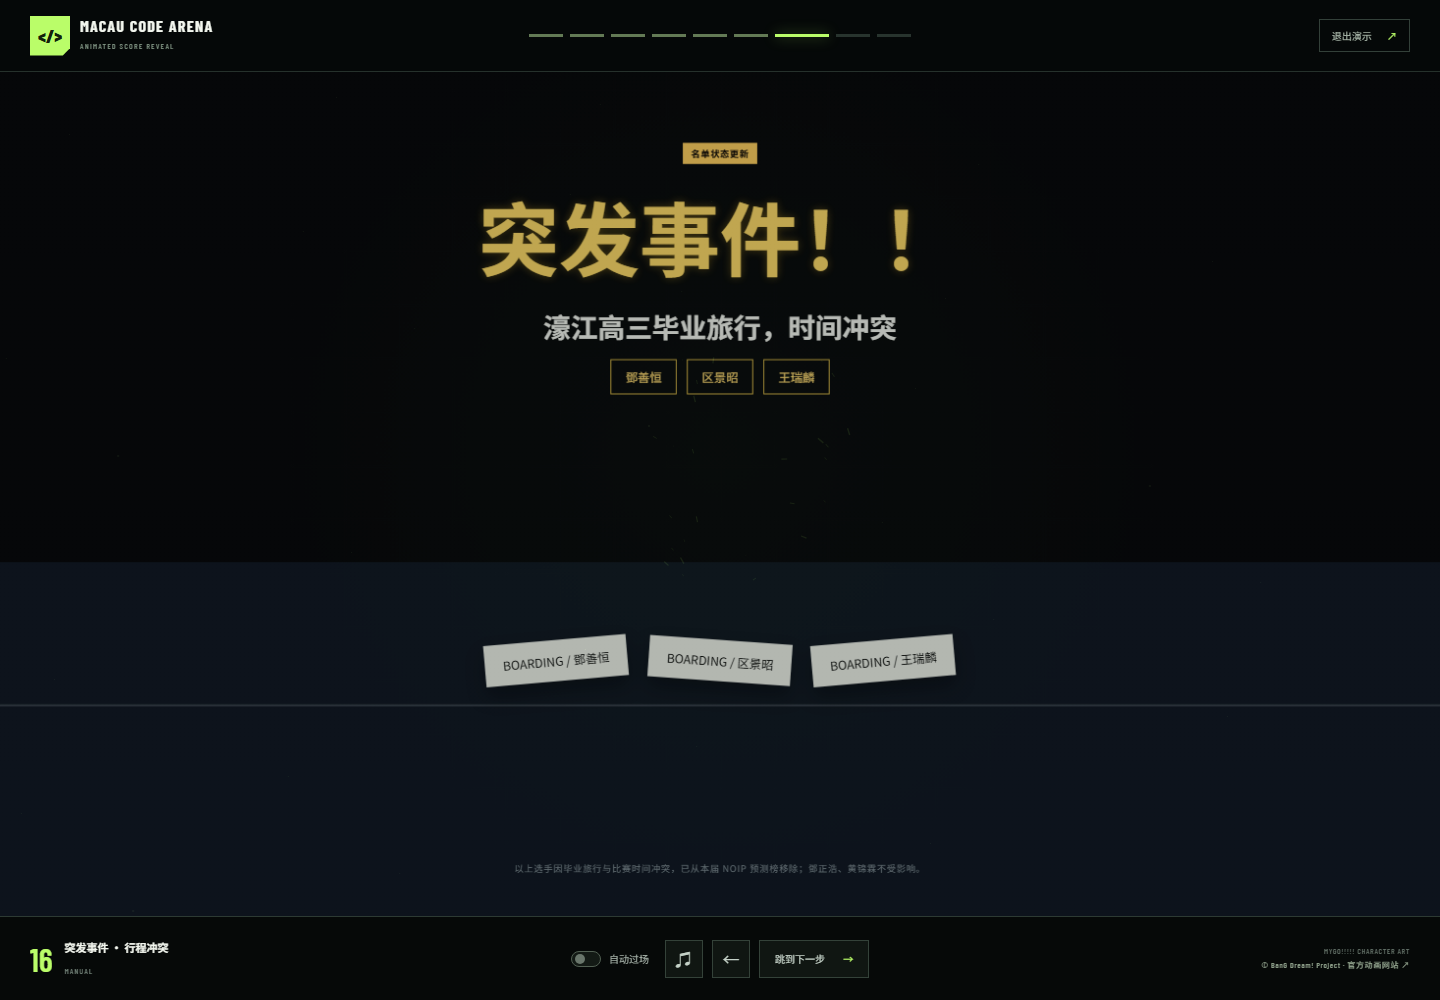 </>
MACAU CODE ARENA
ANIMATED SCORE REVEAL
退出演示 ↗
名单状态更新
突发事件！！
濠江高三毕业旅行，时间冲突
鄧善恒
区景昭
王瑞麟
BOARDING / 鄧善恒
BOARDING / 区景昭
BOARDING / 王瑞麟
以上选手因毕业旅行与比赛时间冲突，已从本届 NOIP 预测榜移除；邹正浩、黄锦霖不受影响。
16
突发事件 · 行程冲突
MANUAL
自动过场
♫
←
跳到下一步 →
MYGO!!!!! CHARACTER ART
© BanG Dream! Project · 官方动画网站 ↗